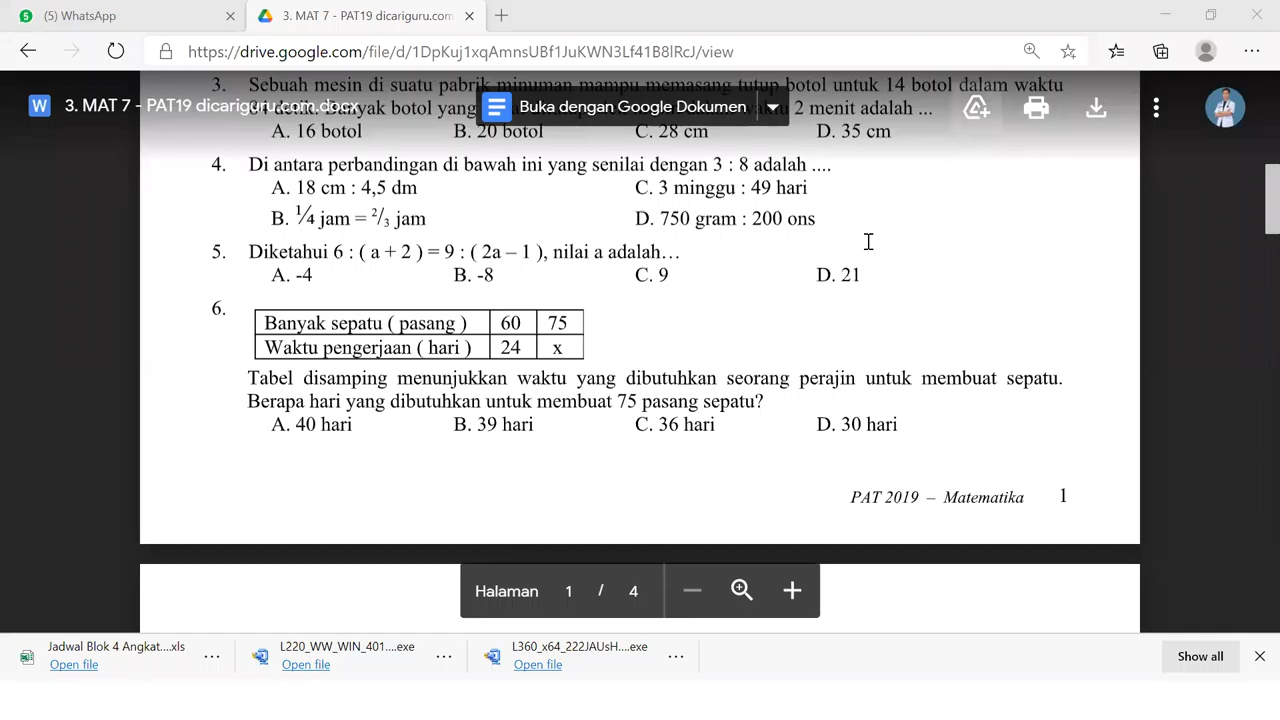 (5) WhatsApp
3. MAT 7 - PAT19 dicariguru.com
https://drive.google.com/file/d/1DpKuj1xqAmnsUBf1JuKWN3Lf41B8lRcJ/view
3. Sebuah mesin di suatu pabrik minuman mampu memasang tutup botol untuk 14 botol dalam waktu
W 3. MAT 7 - PAT19 dicariguru.com.docx
Buka dengan Google Dokumen
banyak botol yang
2 menit adalah ...
A. 16 botol B. 20 botol C. 28 cm D. 35 cm
4. Di antara perbandingan di bawah ini yang senilai dengan 3 : 8 adalah ....
A. 18 cm : 4,5 dm C. 3 minggu : 49 hari
B. ¼ jam = 2/3 jam D. 750 gram : 200 ons
5. Diketahui 6 : ( a + 2 ) = 9 : ( 2a – 1 ), nilai a adalah…
A. -4 B. -8 C. 9 D. 21
6.
Banyak sepatu ( pasang ) 60 75
Waktu pengerjaan ( hari ) 24 x
Tabel disamping menunjukkan waktu yang dibutuhkan seorang perajin untuk membuat sepatu.
Berapa hari yang dibutuhkan untuk membuat 75 pasang sepatu?
A. 40 hari B. 39 hari C. 36 hari D. 30 hari
PAT 2019 – Matematika 1
Halaman 1 / 4
Jadwal Blok 4 Angkat....xls L220_WW_WIN_401....exe L360_x64_222JAUsH....exe
Open file Open file Open file
Show all